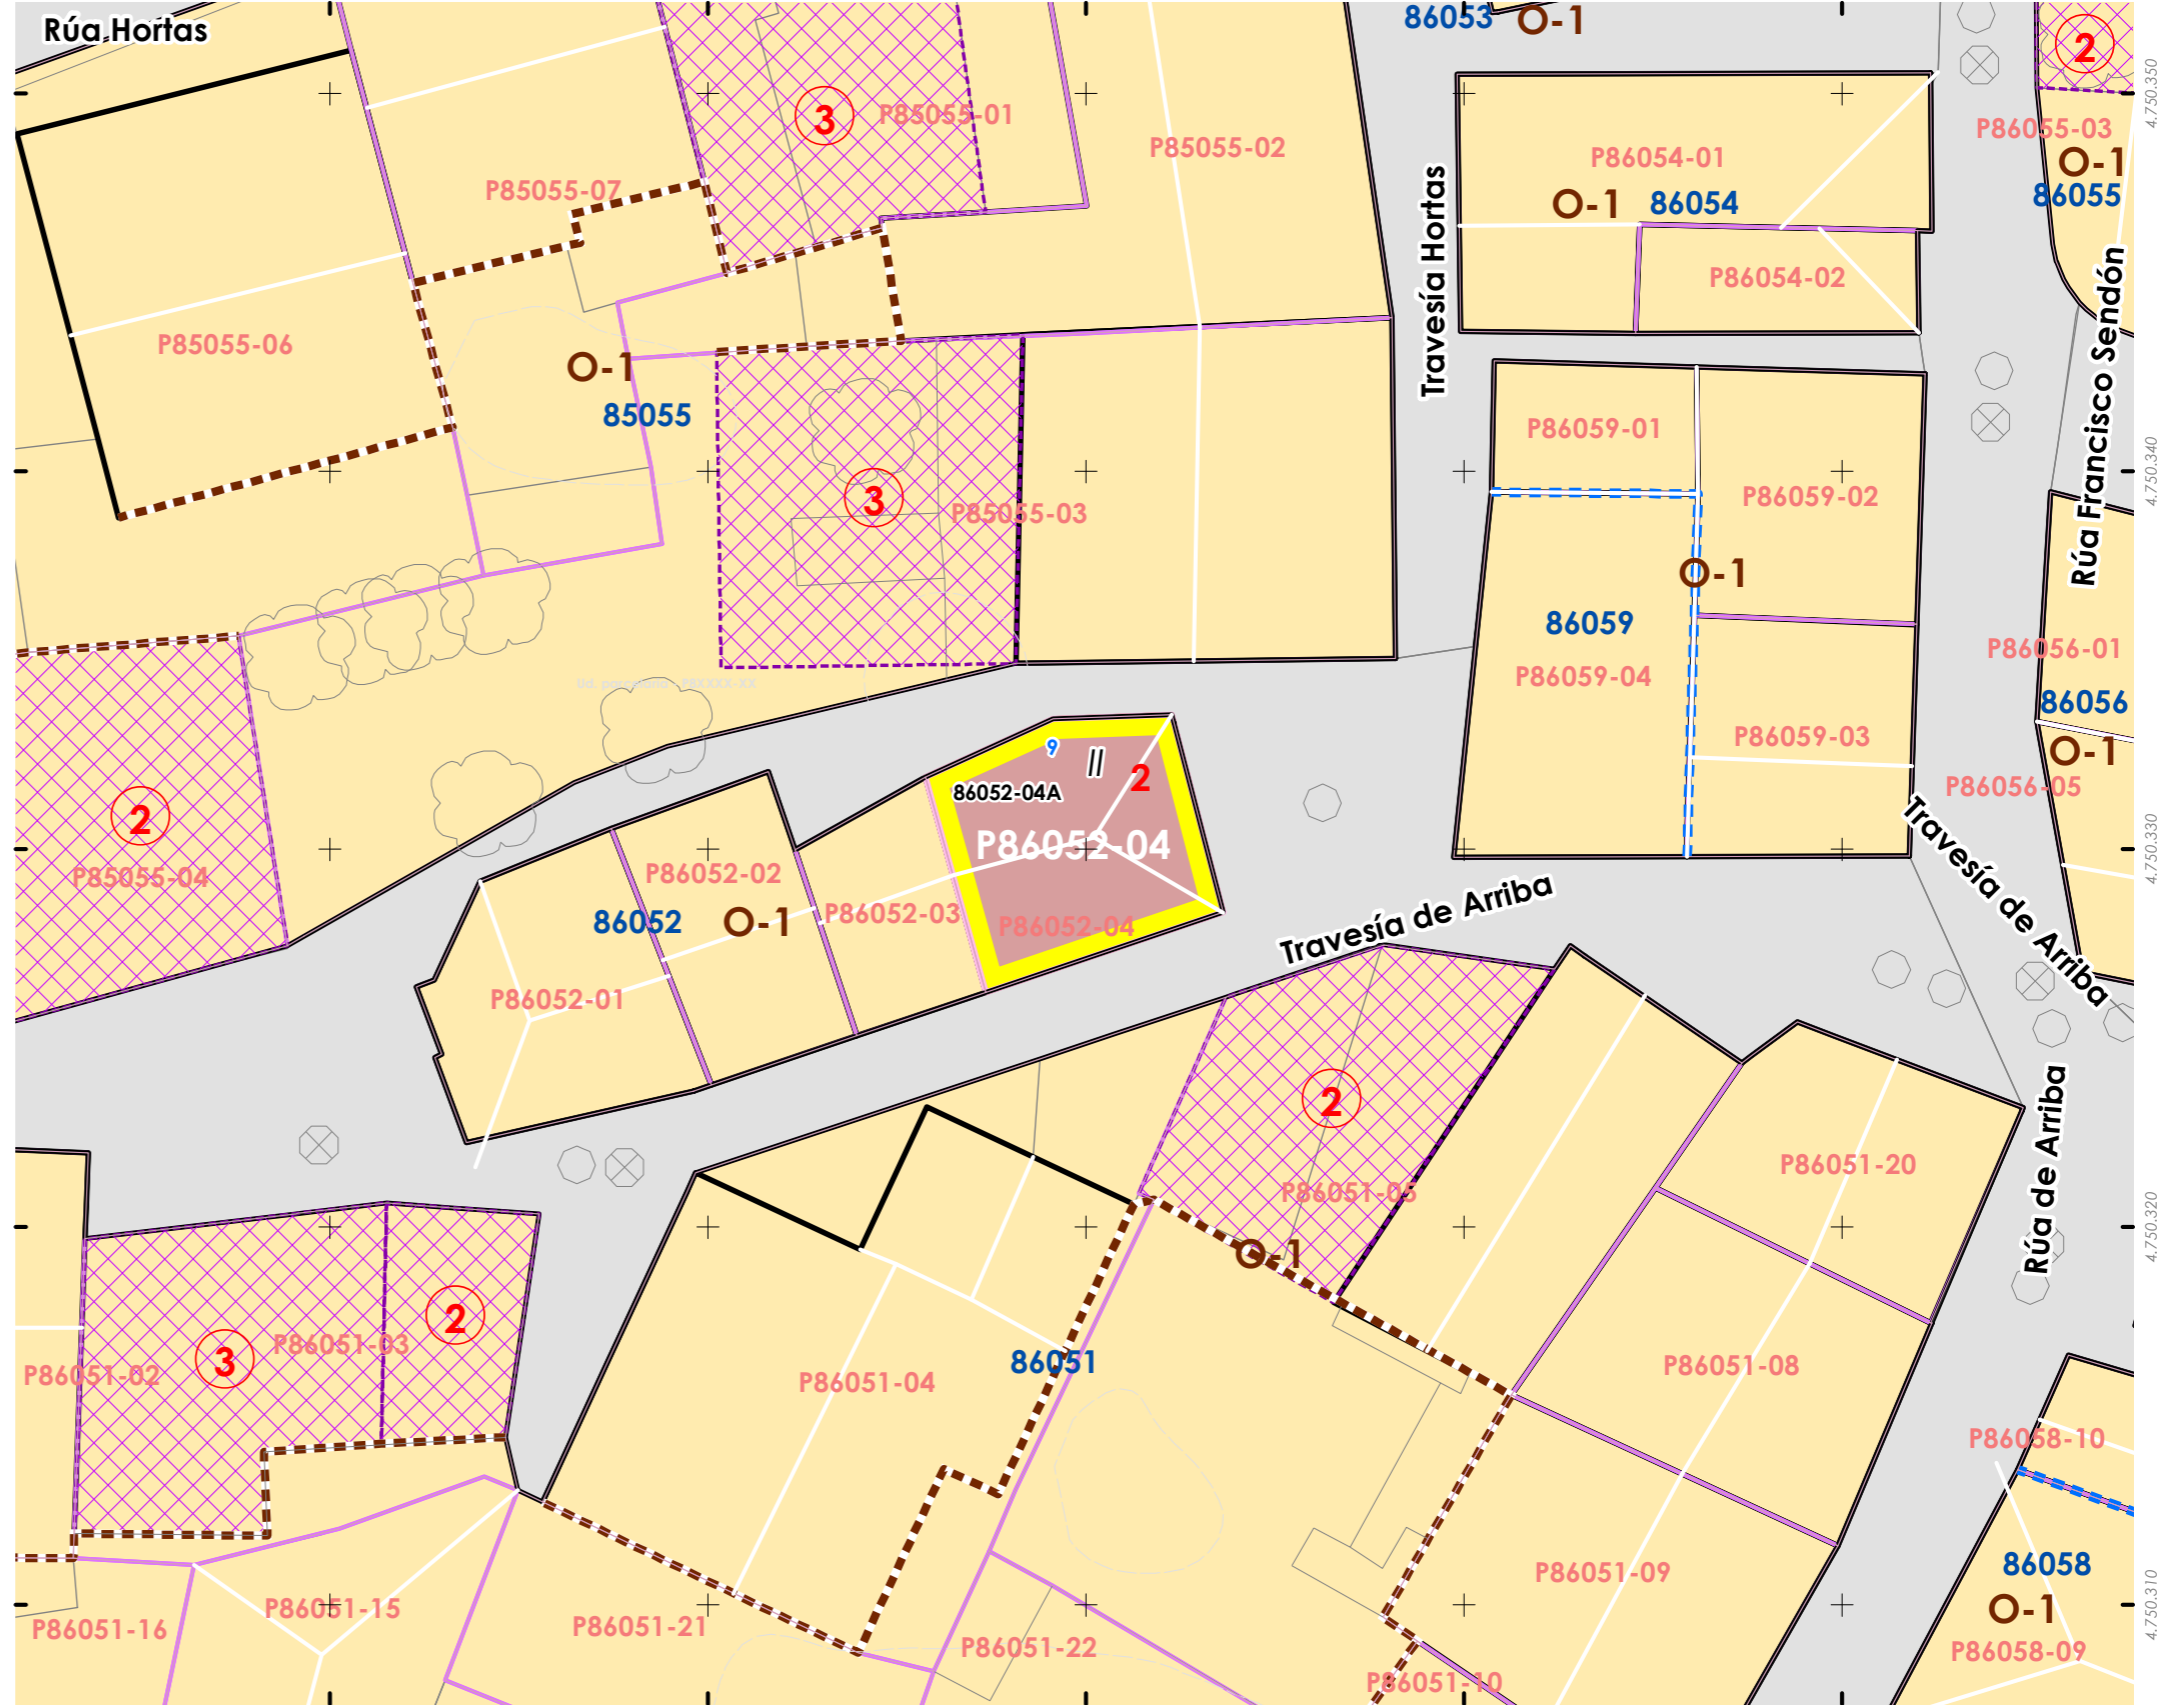 Rúa Hortas
86053
O-1
2
4.750.350
3
P85055-01
P85055-02
P85055-07
P86054-01
O-1
86054
P86054-02
P86055-03
O-1
86055
Travesía Hortas
Rúa Francisco Sendón
P85055-06
O-1
85055
3
P85055-03
P86059-01
P86059-02
4.750.340
O-1
86059
P86059-04
P86059-03
P86056-01
86056
O-1
P86056-05
Ud. parcelaria : P8XXXX-XX
2
P85055-04
9
II
2
86052-04A
P86052-04
P86052-04
P86052-02
86052
O-1
P86052-03
P86052-01
4.750.330
Travesía de Arriba
Travesía de Arriba
2
P86051-05
O-1
P86051-20
Rúa de Arriba
4.750.320
2
3
P86051-03
P86051-02
86051
P86051-04
P86051-08
P86058-10
86058
O-1
P86058-09
P86051-09
4.750.310
P86051-15
P86051-16
P86051-21
P86051-22
P86051-10